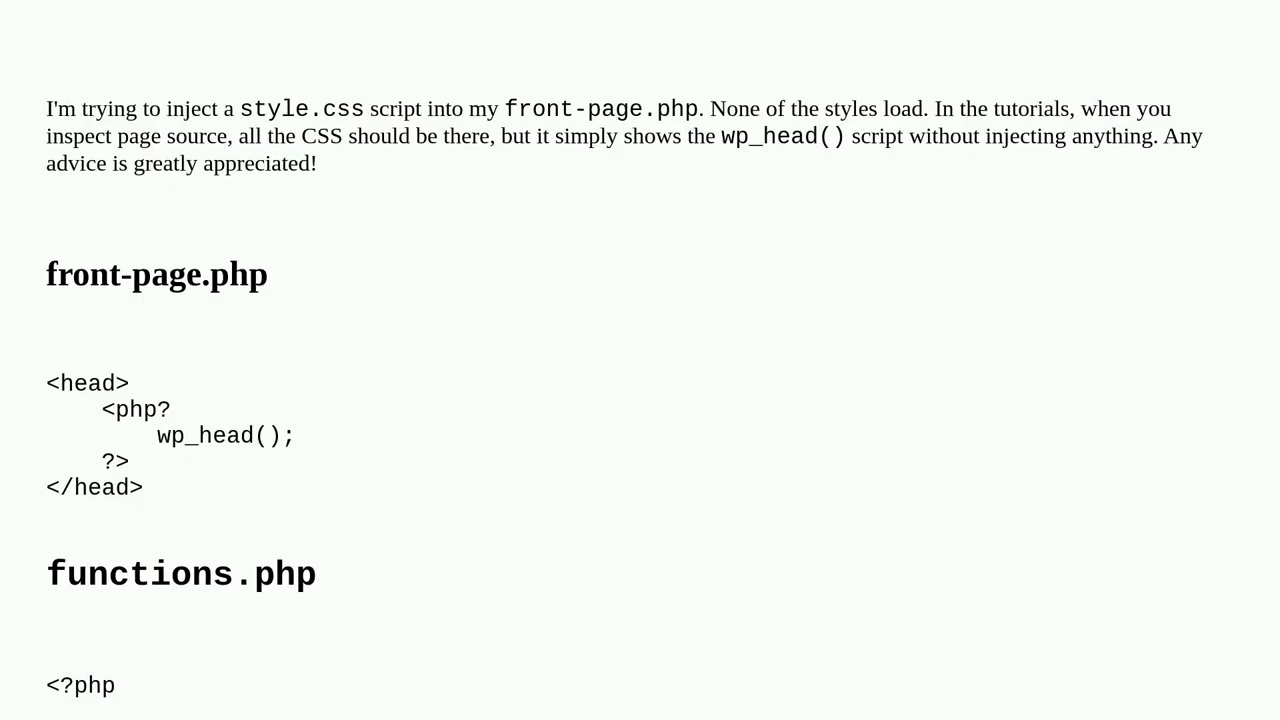 I'm trying to inject a style.css script into my front-page.php. None of the styles load. In the tutorials, when you
inspect page source, all the CSS should be there, but it simply shows the wp_head() script without injecting anything. Any
advice is greatly appreciated!
front-page.php
<head>
    <php?
        wp_head();
    ?>
</head>
functions.php
<?php